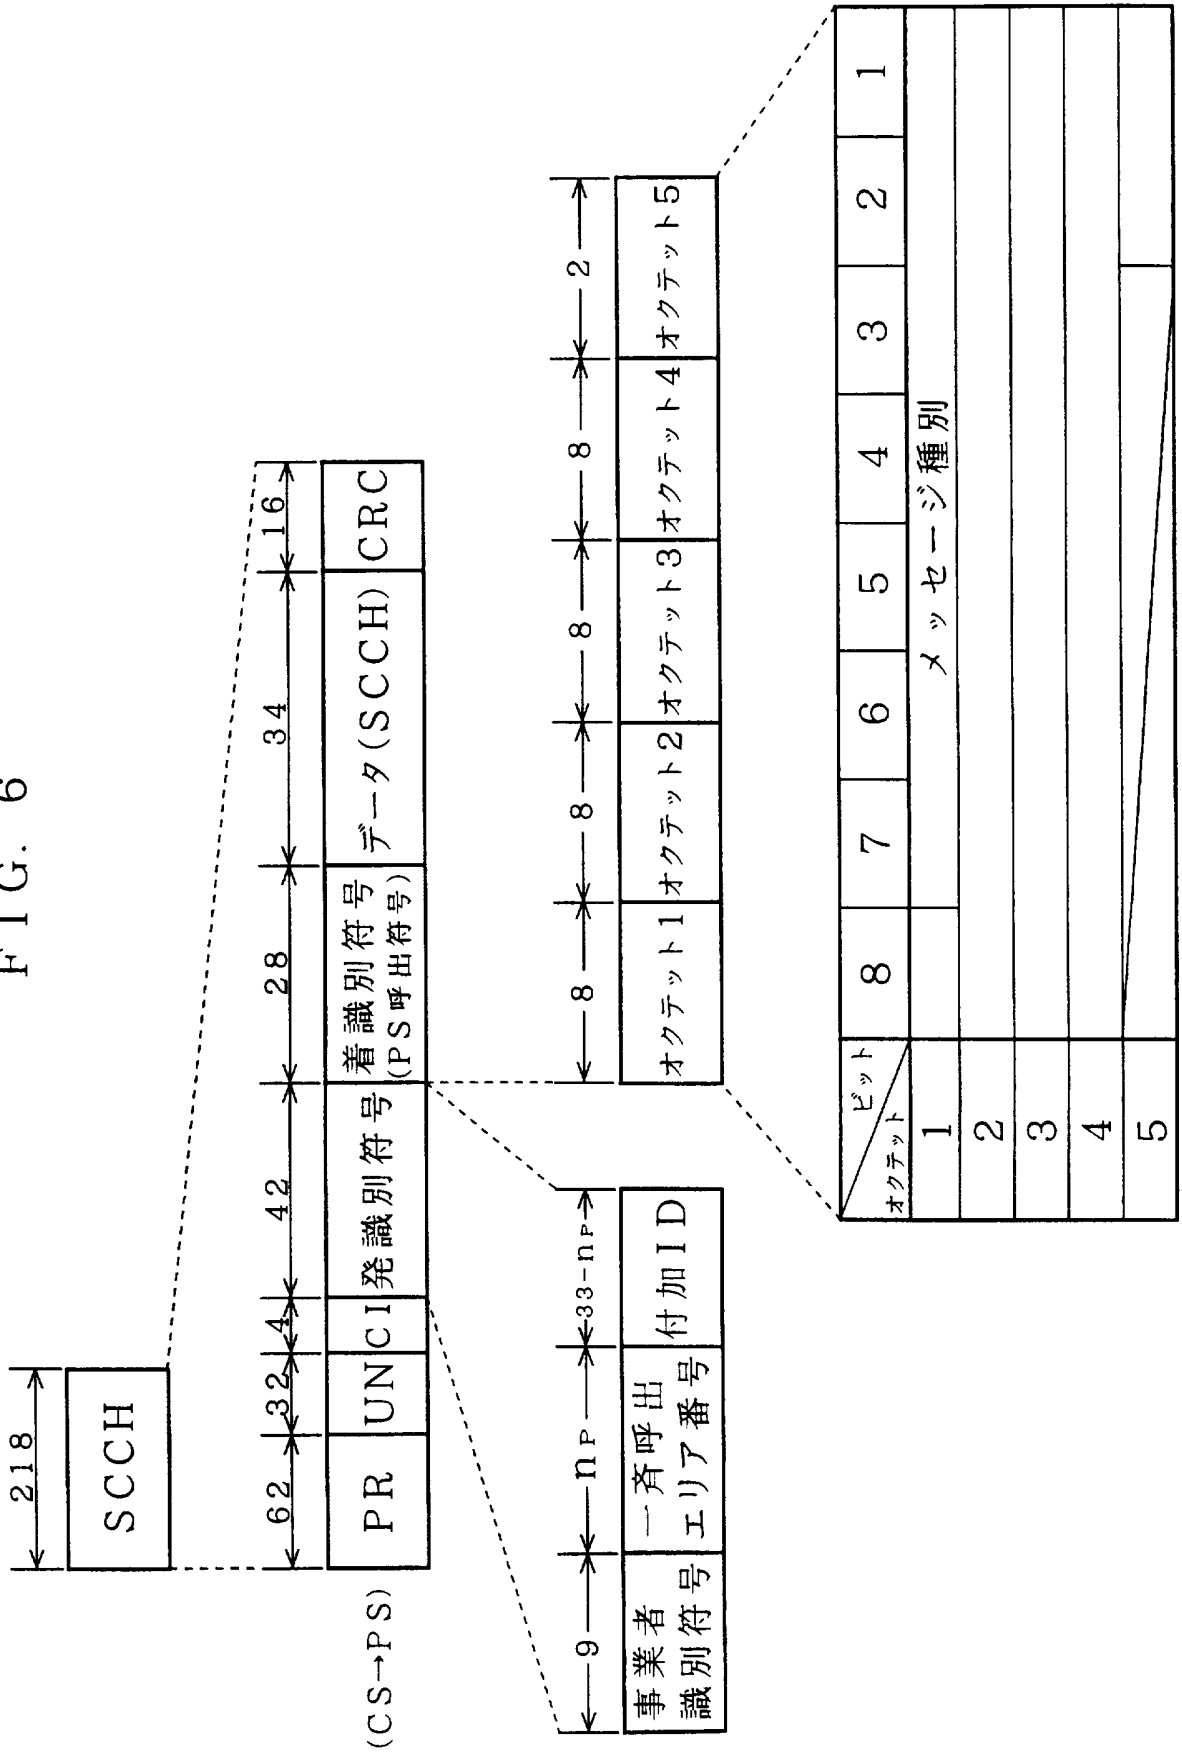 FIG. 6
218
SCCH
62
32
4
42
28
34
16
(CS→PS)
PR
UN
CI
発識別符号
着識別符号
(PS呼出符号)
データ(SCCH)
CRC
9
nP
33-nP
事業者
識別符号
一斉呼出
エリア番号
付加ID
8
8
8
8
2
オクテット1
オクテット2
オクテット3
オクテット4
オクテット5
ビット
オクテット
8
7
6
5
4
3
2
1
1
メッセージ種別
2
3
4
5